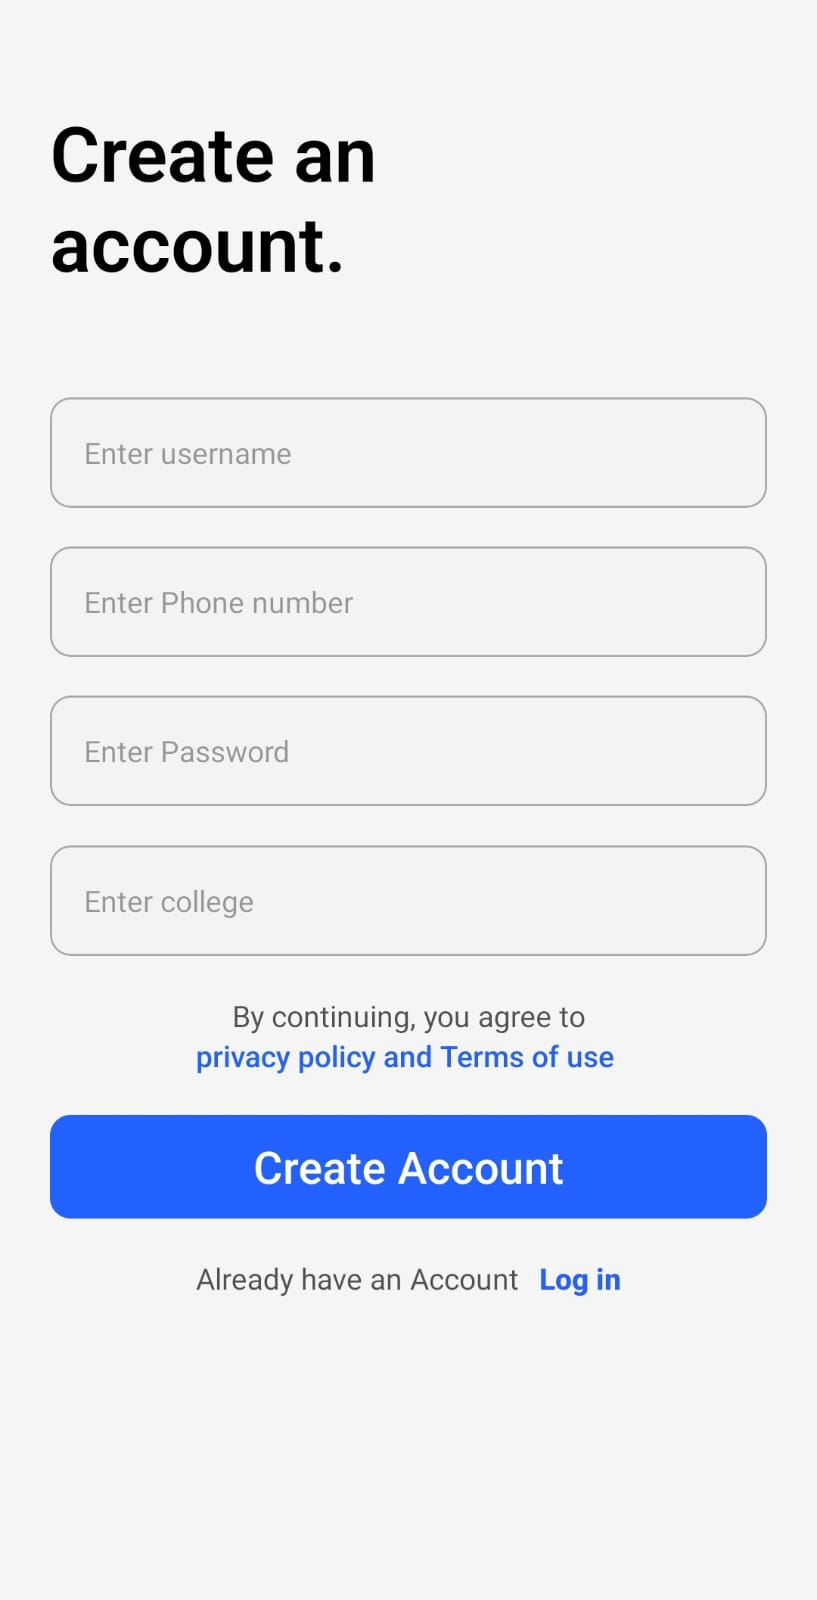 Create an
account.
Enter username
Enter Phone number
Enter Password
Enter college
By continuing, you agree to
privacy policy and Terms of use
Create Account
Already have an Account Log in